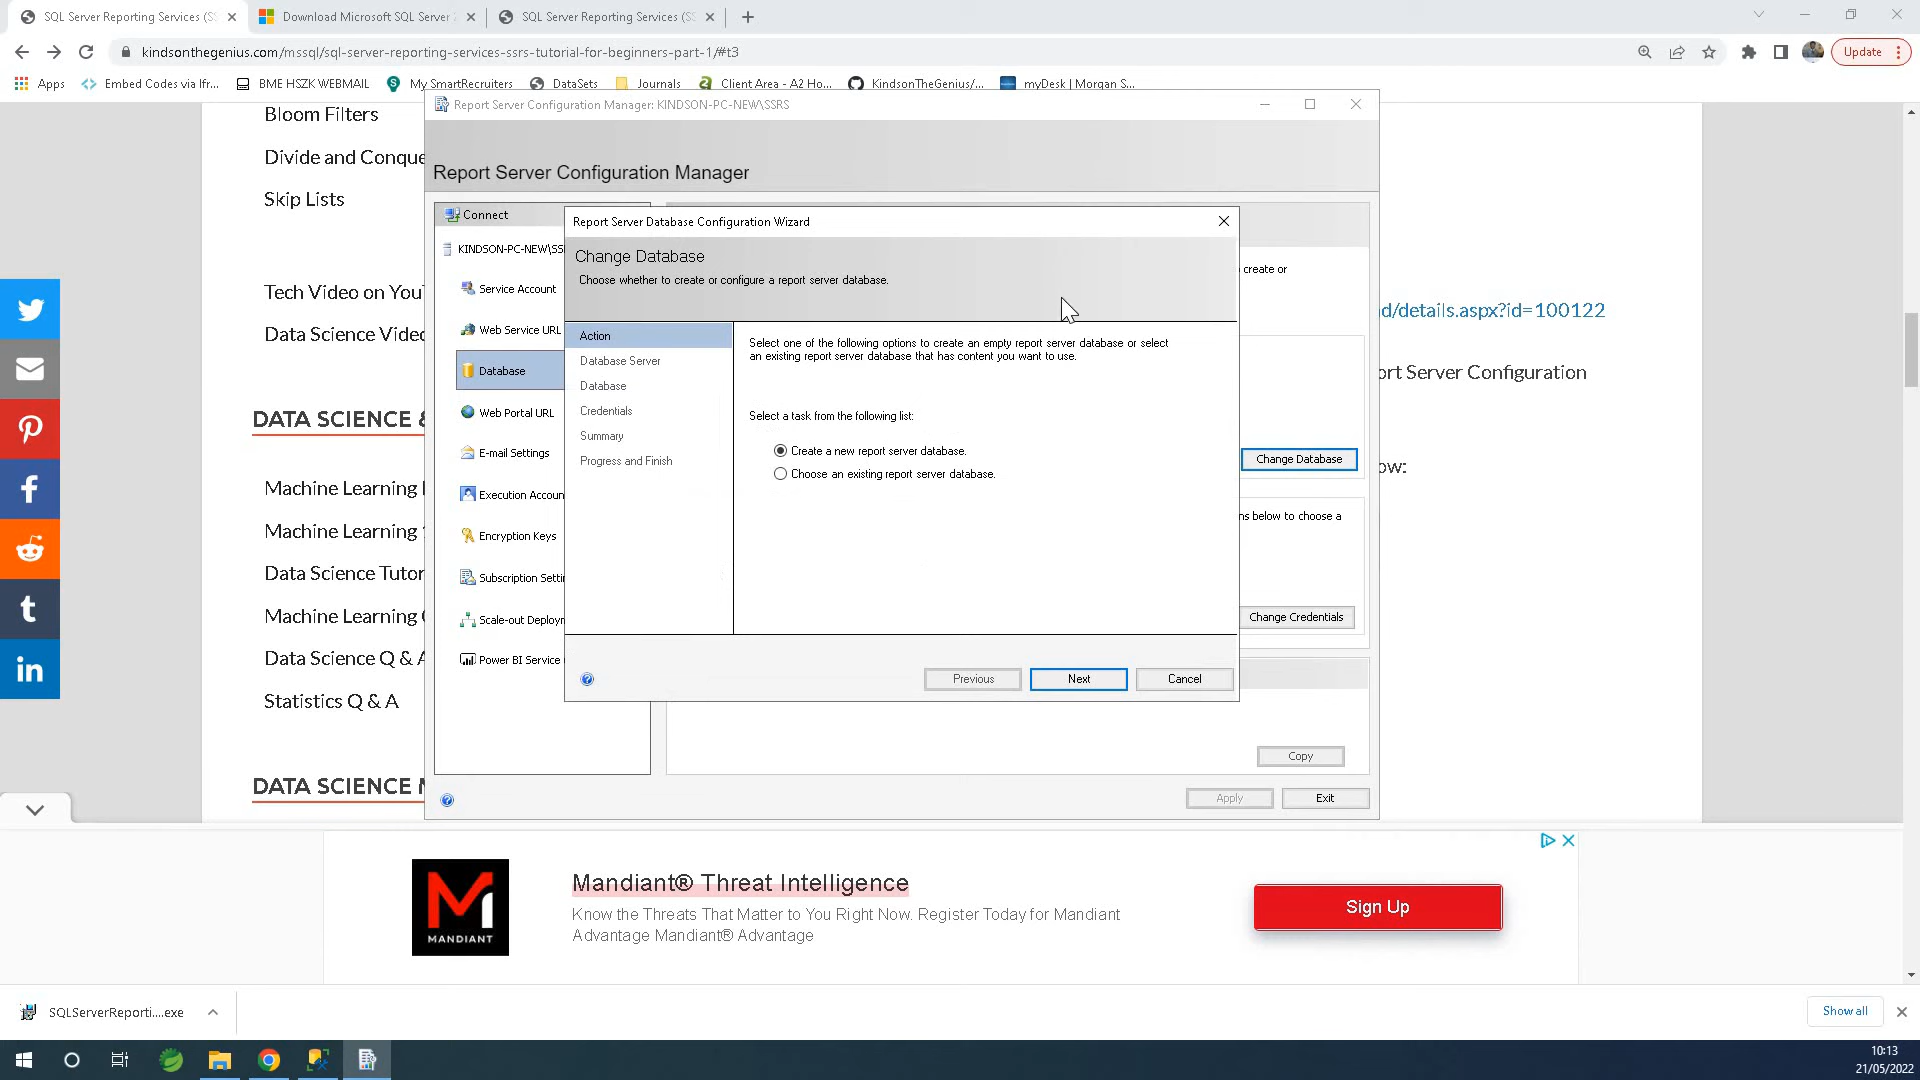 SQL Server Reporting Services (SS
Download Microsoft SQL Server
SQL Server Reporting Services (SS
kindsonthegenius.com/mssql/sql-server-reporting-services-ssrs-tutorial-for-beginners-part-1/#t3
Update
Apps
Embed Codes via Ifr...
BME HSZK WEBMAIL
My SmartRecruiters
DataSets
Journals
Client Area - A2 Ho...
KindsonTheGenius/...
myDesk | Morgan S...
Bloom Filters
Divide and Conque
Skip Lists
Tech Video on You
Data Science Video
DATA SCIENCE &
Machine Learning
Machine Learning
Data Science Tutor
Machine Learning
Data Science Q & A
Statistics Q & A
DATA SCIENCE
d/details.aspx?id=100122
ort Server Configuration
ow:
Report Server Configuration Manager: KINDSON-PC-NEW\SSRS
Report Server Configuration Manager
Connect
KINDSON-PC-NEW\SS
Service Account
Web Service URL
Database
Web Portal URL
E-mail Settings
Execution Accoun
Encryption Keys
Subscription Setti
Scale-out Deploym
Power BI Service
create or
Change Database
ns below to choose a
Change Credentials
Copy
Apply
Exit
Report Server Database Configuration Wizard
Change Database
Choose whether to create or configure a report server database.
Action
Database Server
Database
Credentials
Summary
Progress and Finish
Select one of the following options to create an empty report server database or select
an existing report server database that has content you want to use.
Select a task from the following list:
Create a new report server database.
Choose an existing report server database.
Previous
Next
Cancel
MANDIANT
Mandiant® Threat Intelligence
Know the Threats That Matter to You Right Now. Register Today for Mandiant
Advantage Mandiant® Advantage
Sign Up
SQLServerReporti....exe
Show all
10:13
21/05/2022